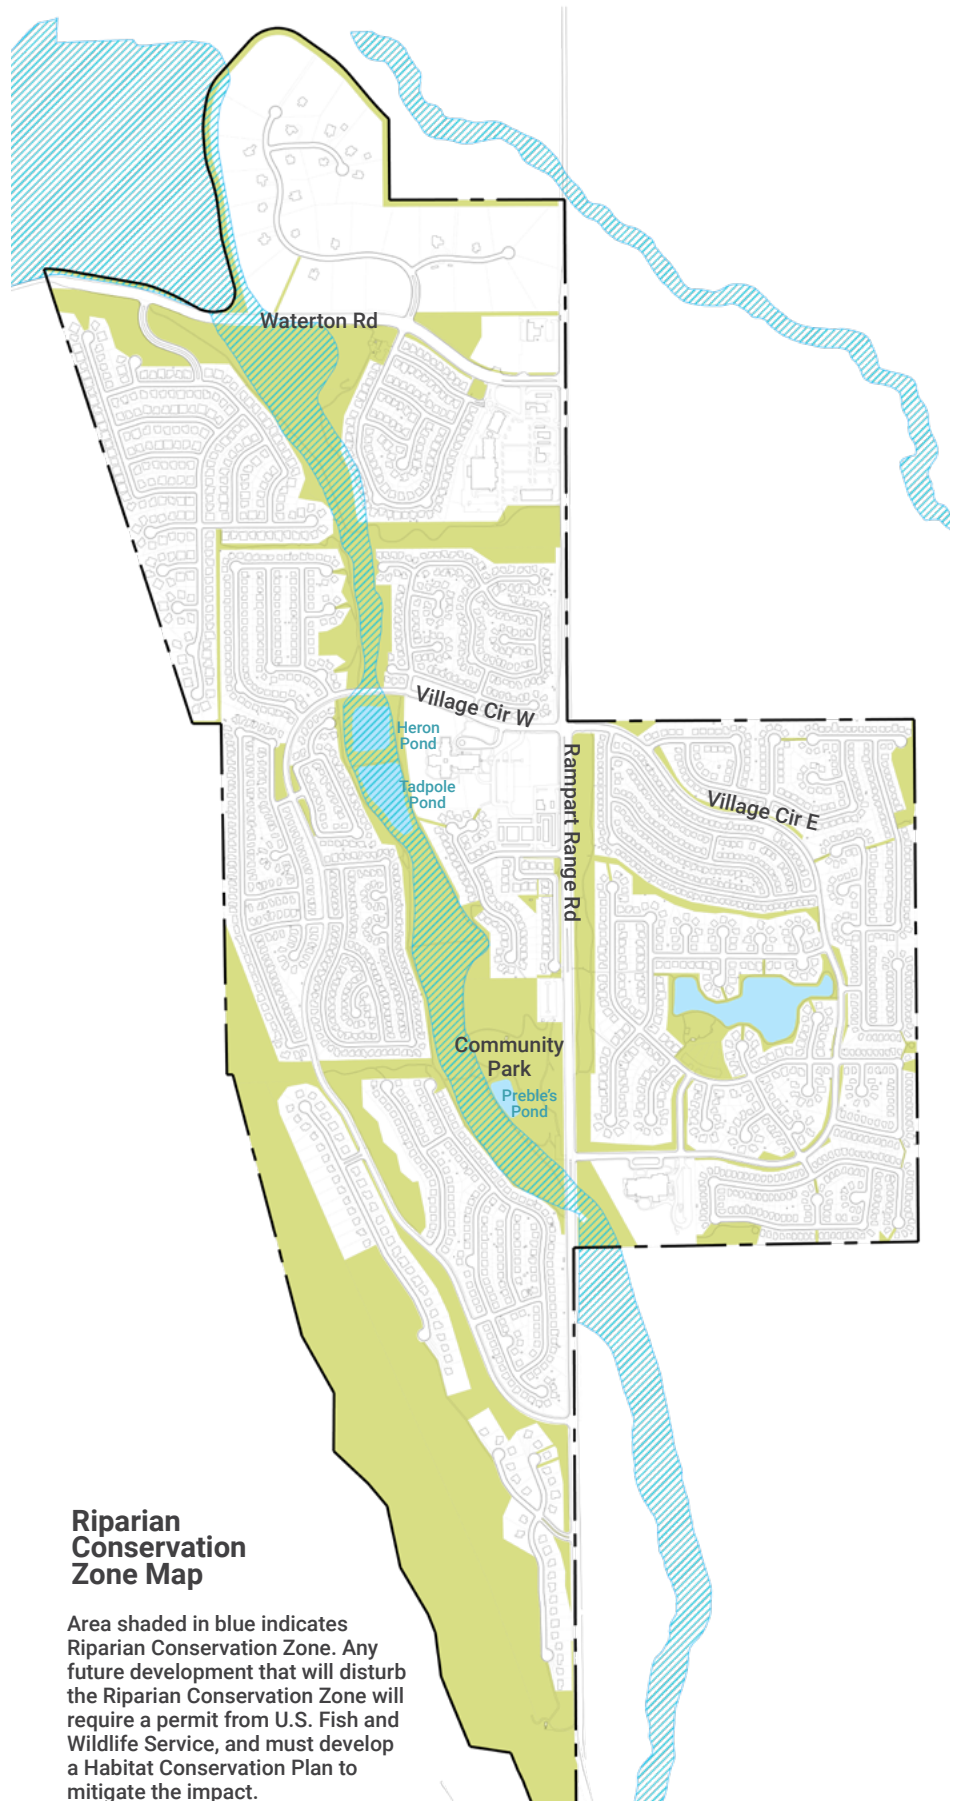 Waterton Rd
Village Cir W
Heron
Pond
Tadpole
Pond
Rampart Range Rd
Village Cir E
Community
Park
Preble's
Pond
Riparian
Conservation
Zone Map
Area shaded in blue indicates
Riparian Conservation Zone. Any
future development that will disturb
the Riparian Conservation Zone will
require a permit from U.S. Fish and
Wildlife Service, and must develop
a Habitat Conservation Plan to
mitigate the impact.